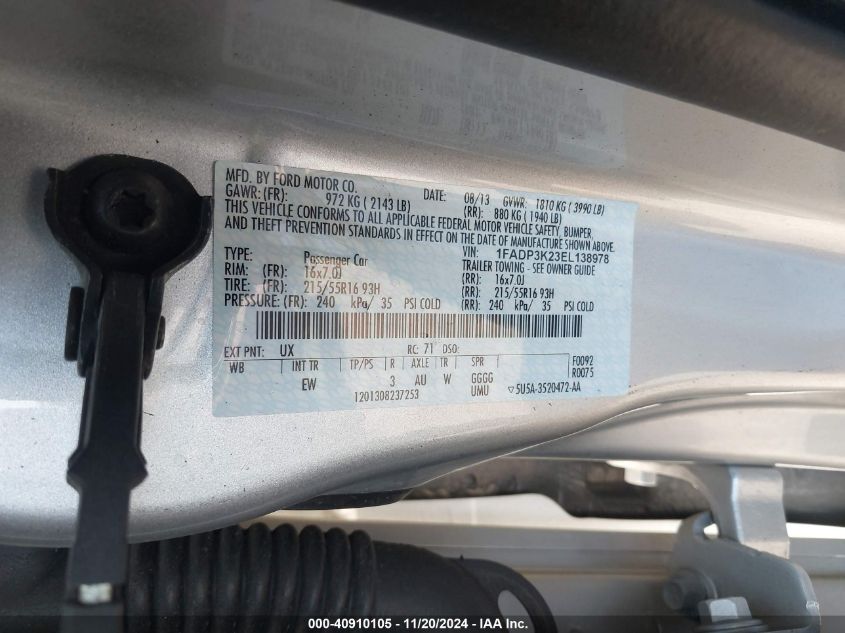 MFD. BY FORD MOTOR CO. DATE: 08/13 GVWR: 1810 KG ( 3990 LB)
GAWR: (FR): 972 KG ( 2143 LB) (RR): 880 KG ( 1940 LB)
THIS VEHICLE CONFORMS TO ALL APPLICABLE FEDERAL MOTOR VEHICLE SAFETY, BUMPER,
AND THEFT PREVENTION STANDARDS IN EFFECT ON THE DATE OF MANUFACTURE SHOWN ABOVE.
VIN: 1FADP3K23EL138978
TYPE: Passenger Car TRAILER TOWING - SEE OWNER GUIDE
RIM: (FR): 16x7.0J (RR): 16x7.0J
TIRE: (FR): 215/55R16 93H (RR): 215/55R16 93H
PRESSURE: (FR): 240 kPa/ 35 PSI COLD (RR): 240 kPa/ 35 PSI COLD
EXT PNT: UX RC: 71 DSO: F0092
WB INT TR TP/PS R AXLE TR SPR R0075
EW 3 AU W GGGG
1201308237253 UMU ▽5U5A-3520472-AA
000-40910105 - 11/20/2024 - IAAI.com